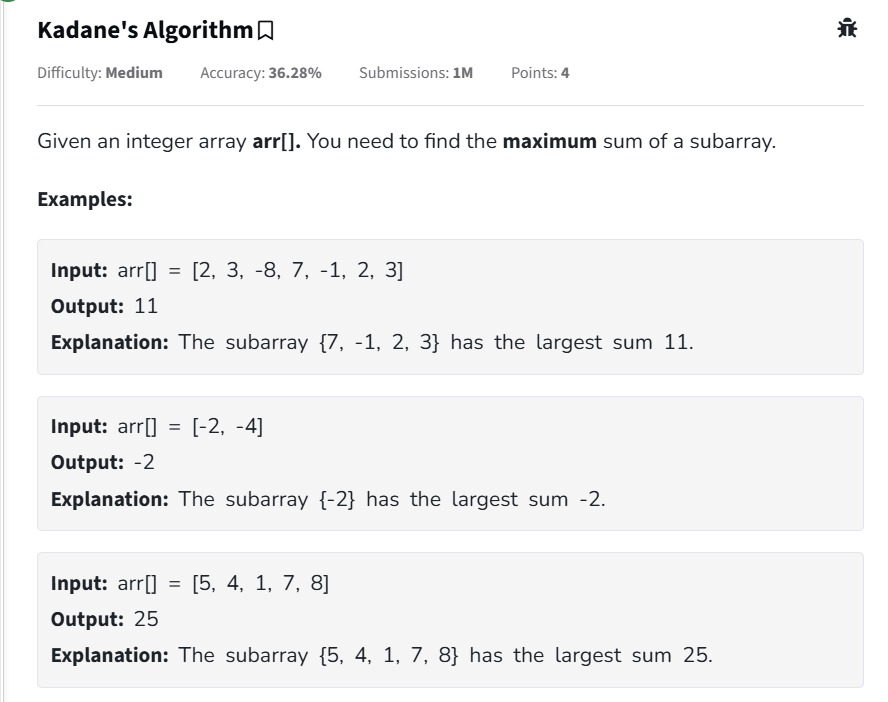 Kadane's Algorithm
Difficulty: Medium Accuracy: 36.28% Submissions: 1M Points: 4
Given an integer array arr[]. You need to find the maximum sum of a subarray.
Examples:
Input: arr[] = [2, 3, -8, 7, -1, 2, 3]
Output: 11
Explanation: The subarray {7, -1, 2, 3} has the largest sum 11.
Input: arr[] = [-2, -4]
Output: -2
Explanation: The subarray {-2} has the largest sum -2.
Input: arr[] = [5, 4, 1, 7, 8]
Output: 25
Explanation: The subarray {5, 4, 1, 7, 8} has the largest sum 25.